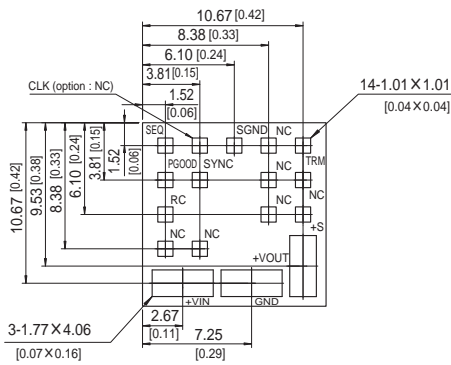 10.67 [0.42]
8.38 [0.33]
6.10 [0.24]
3.81 [0.15]
CLK (option : NC)
1.52
[0.06]
14-1.01×1.01
[0.04×0.04]
10.67 [0.42]
9.53 [0.38]
8.38 [0.33]
6.10 [0.24]
3.81 [0.15]
1.52
[0.06]
SEQ
SGND
NC
PGOOD
SYNC
NC
TRM
RC
NC
NC
NC
NC
+S
+VOUT
+VIN
GND
3-1.77×4.06
[0.07×0.16]
2.67
[0.11]
7.25
[0.29]